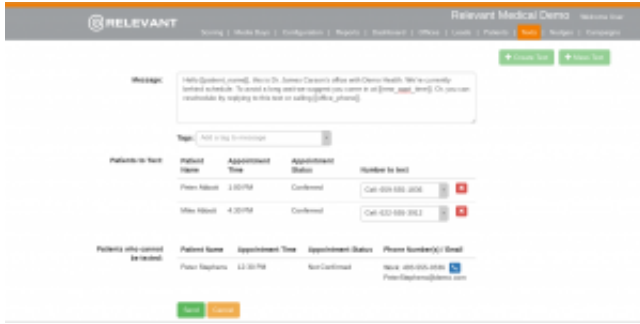 RELEVANT
Relevant Medical Demo Welcome User
Scoring | Media Buys | Configuration | Reports | Dashboard | Offices | Leads | Patients | Texts | Nudges | Campaigns
+ Create Text + View Text
Message:
Hello {{patient_name}}, this is Dr. James Carson's office with Demo Health. We're currently
behind schedule. To avoid a long wait we suggest you come in at {{new_appt_time}}. Or, you can
reschedule by replying to this text or calling {{office_phone}}.
Tags: Add a tag to message
Patients to Text:
Patient Name Appointment Time Appointment Status Number to text
Peter Abbott 1:00 PM Confirmed Cell:
Mike Abbott 4:30 PM Confirmed Cell:
Patients who cannot be texted:
Patient Name Appointment Time Appointment Status Phone Number(s) / Email
Peter Stephens 12:30 PM Not Confirmed Work:
PeterStephens@demo.com
Send Cancel